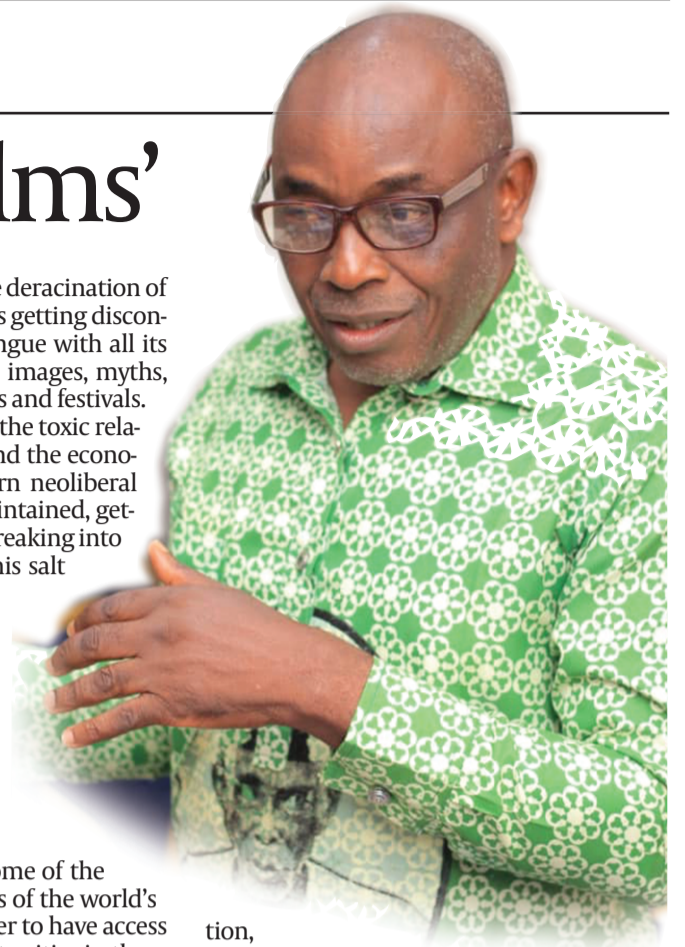 lms’
deracination of
s getting discon-
ngue with all its
images, myths,
s and festivals.
the toxic rela-
nd the econo-
rn neoliberal
intained, get-
reaking into
his salt
ome of the
s of the world’s
er to have access
tion,